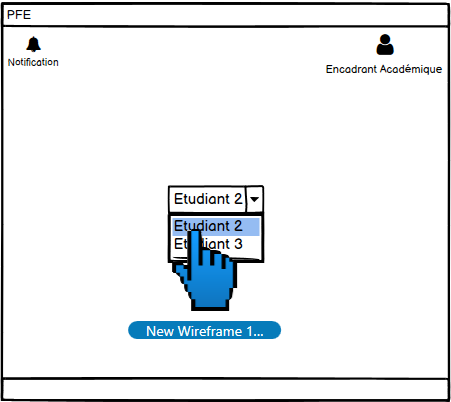 PFE
Notification
Encadrant Académique
Etudiant 2
Etudiant 2
Etudiant 3
New Wireframe 1...